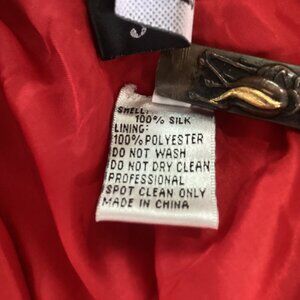 SHELL:
100% SILK
LINING:
100% POLYESTER
DO NOT WASH
DO NOT DRY CLEAN
PROFESSIONAL
SPOT CLEAN ONLY
MADE IN CHINA